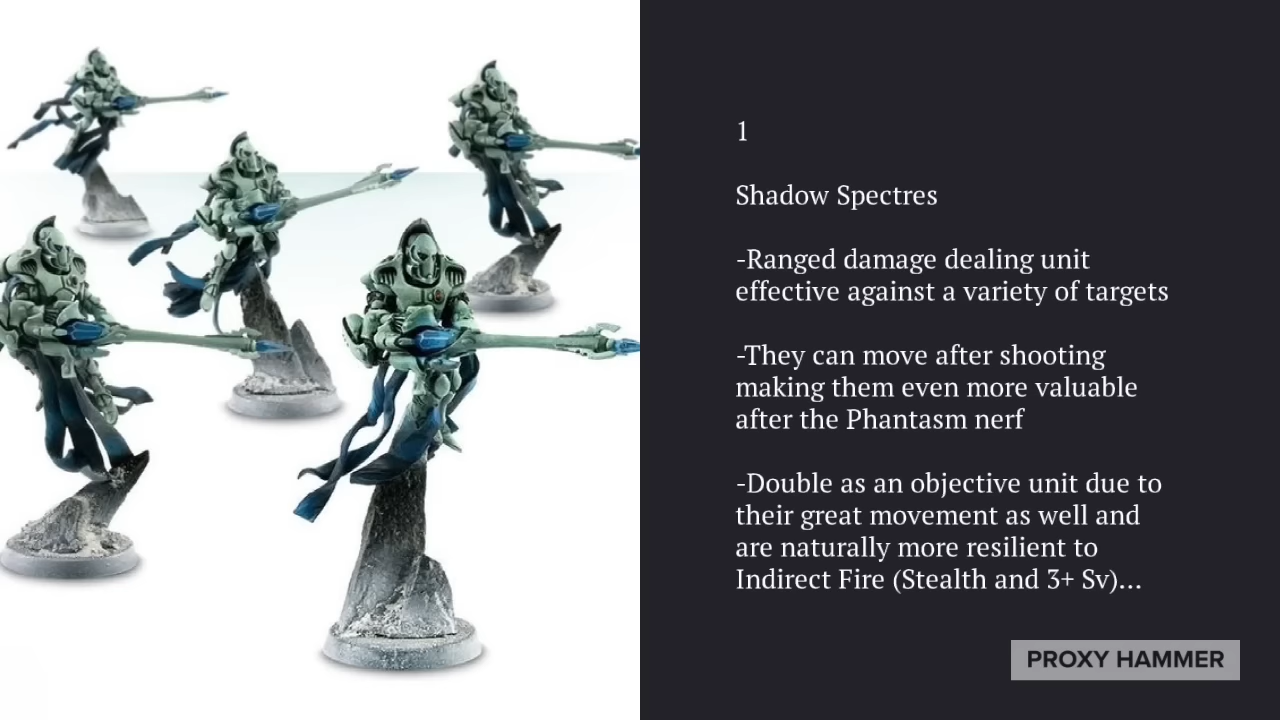 1
Shadow Spectres
-Ranged damage dealing unit
effective against a variety of targets
-They can move after shooting
making them even more valuable
after the Phantasm nerf
-Double as an objective unit due to
their great movement as well and
are naturally more resilient to
Indirect Fire (Stealth and 3+ Sv)...
PROXY HAMMER